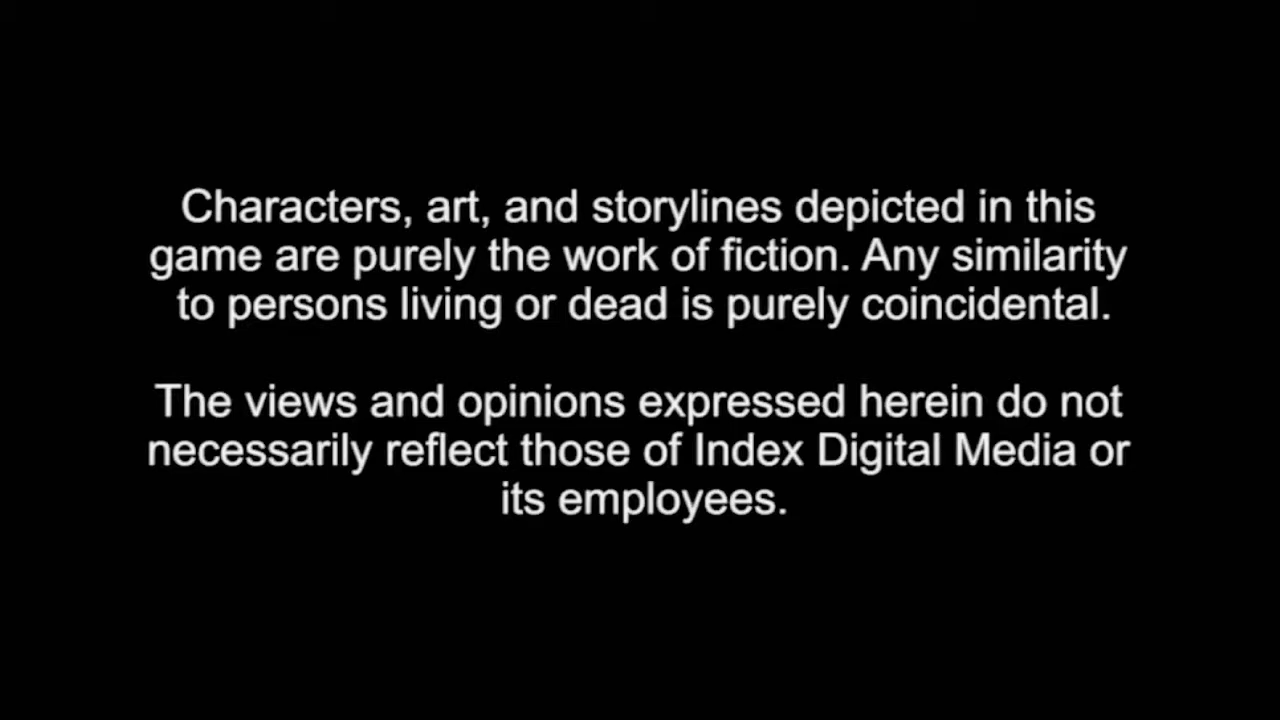 Characters, art, and storylines depicted in this
game are purely the work of fiction. Any similarity
to persons living or dead is purely coincidental.
The views and opinions expressed herein do not
necessarily reflect those of Index Digital Media or
its employees.